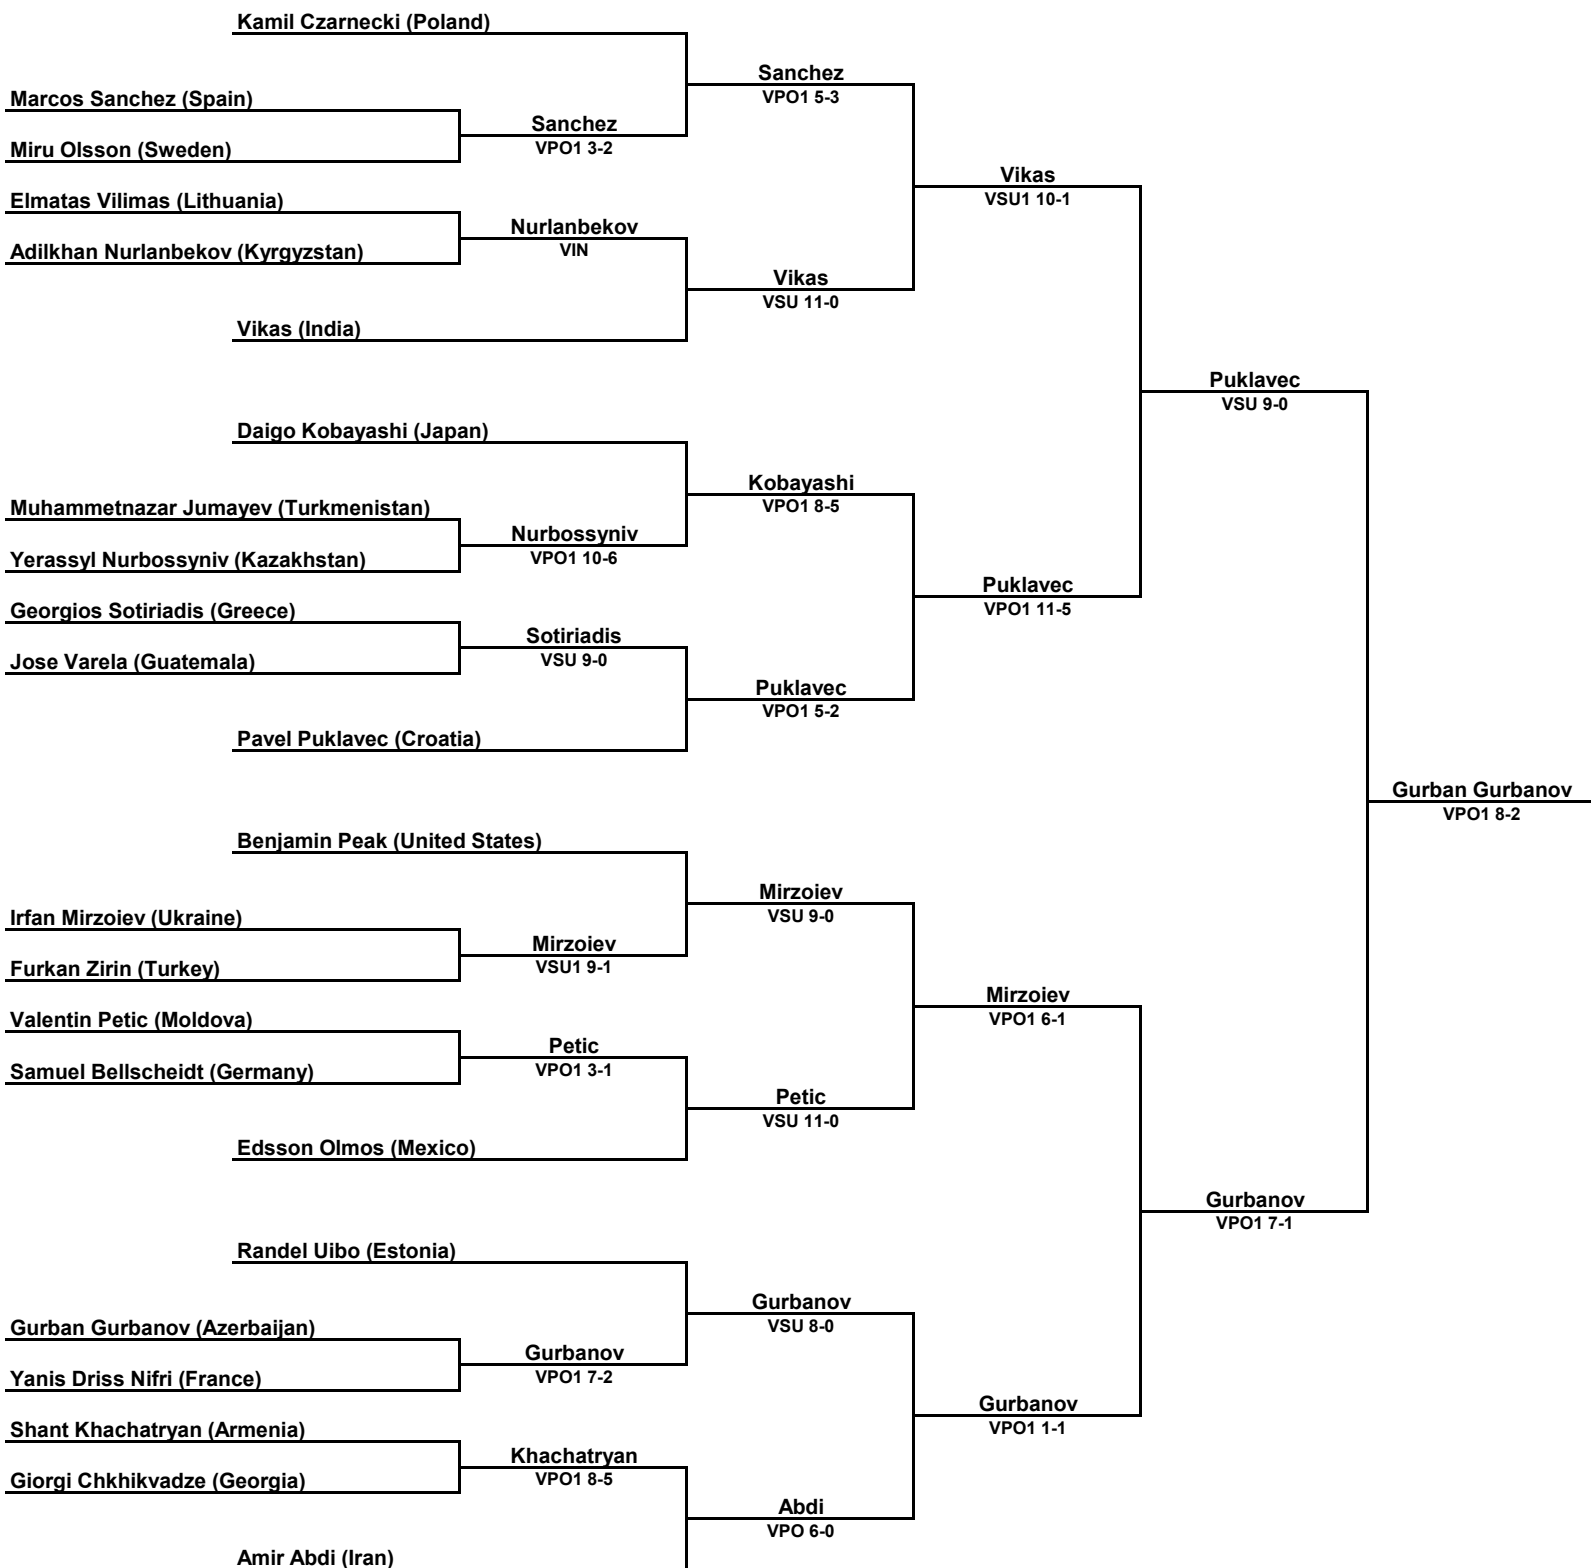 Kamil Czarnecki (Poland)
Sanchez
VPO1 5-3
Marcos Sanchez (Spain)
Sanchez
VPO1 3-2
Miru Olsson (Sweden)
Vikas
VSU1 10-1
Elmatas Vilimas (Lithuania)
Nurlanbekov
VIN
Adilkhan Nurlanbekov (Kyrgyzstan)
Vikas
VSU 11-0
Vikas (India)
Puklavec
VSU 9-0
Daigo Kobayashi (Japan)
Kobayashi
VPO1 8-5
Muhammetnazar Jumayev (Turkmenistan)
Nurbossyniv
VPO1 10-6
Yerassyl Nurbossyniv (Kazakhstan)
Puklavec
VPO1 11-5
Georgios Sotiriadis (Greece)
Sotiriadis
VSU 9-0
Jose Varela (Guatemala)
Puklavec
VPO1 5-2
Pavel Puklavec (Croatia)
Gurban Gurbanov
VPO1 8-2
Benjamin Peak (United States)
Mirzoiev
VSU 9-0
Irfan Mirzoiev (Ukraine)
Mirzoiev
VSU1 9-1
Furkan Zirin (Turkey)
Mirzoiev
VPO1 6-1
Valentin Petic (Moldova)
Petic
VPO1 3-1
Samuel Bellscheidt (Germany)
Petic
VSU 11-0
Edsson Olmos (Mexico)
Gurbanov
VPO1 7-1
Randel Uibo (Estonia)
Gurbanov
VSU 8-0
Gurban Gurbanov (Azerbaijan)
Gurbanov
VPO1 7-2
Yanis Driss Nifri (France)
Gurbanov
VPO1 1-1
Shant Khachatryan (Armenia)
Khachatryan
VPO1 8-5
Giorgi Chkhikvadze (Georgia)
Abdi
VPO 6-0
Amir Abdi (Iran)